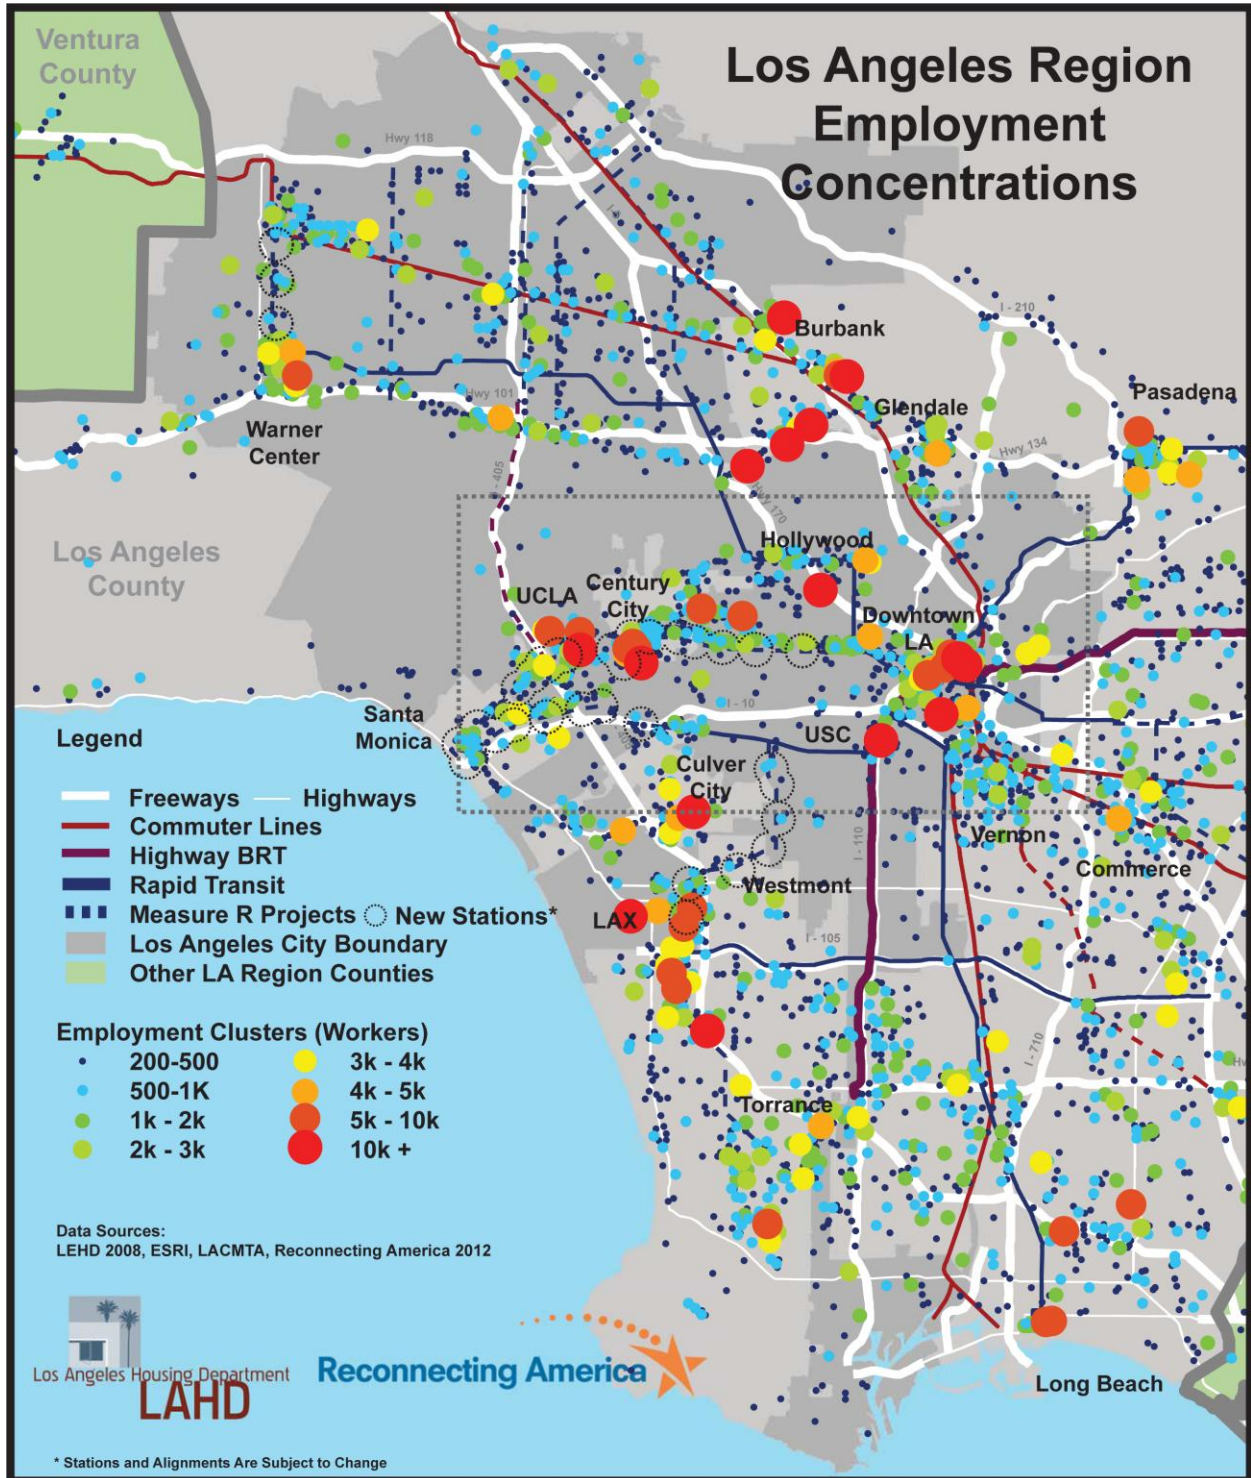 Los Angeles Region
Employment
Concentrations
Ventura
County
Hwy 118
I - 210
Burbank
Hwy 101
Glendale
Pasadena
Warner
Center
Hwy 134
I - 405
Hwy 170
Los Angeles
County
Hollywood
UCLA
Century
City
Downtown
LA
Santa
Monica
I - 10
USC
405
Culver
City
Vernon
I - 110
Commerce
Westmont
LAX
I - 105
I - 710
Torrance
Long Beach
Legend
Freeways
Highways
Commuter Lines
Highway BRT
Rapid Transit
Measure R Projects
New Stations*
Los Angeles City Boundary
Other LA Region Counties
Employment Clusters (Workers)
200-500
3k - 4k
500-1K
4k - 5k
1k - 2k
5k - 10k
2k - 3k
10k +
Data Sources:
LEHD 2008, ESRI, LACMTA, Reconnecting America 2012
Los Angeles Housing Department
LAHD
Reconnecting America
* Stations and Alignments Are Subject to Change